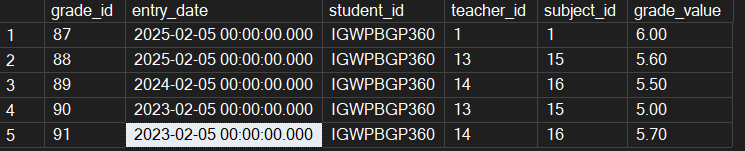 grade_id entry_date student_id teacher_id subject_id grade_value
1 87 2025-02-05 00:00:00.000 IGWPBGP360 1 1 6.00
2 88 2025-02-05 00:00:00.000 IGWPBGP360 13 15 5.60
3 89 2024-02-05 00:00:00.000 IGWPBGP360 14 16 5.50
4 90 2023-02-05 00:00:00.000 IGWPBGP360 13 15 5.00
5 91 2023-02-05 00:00:00.000 IGWPBGP360 14 16 5.70